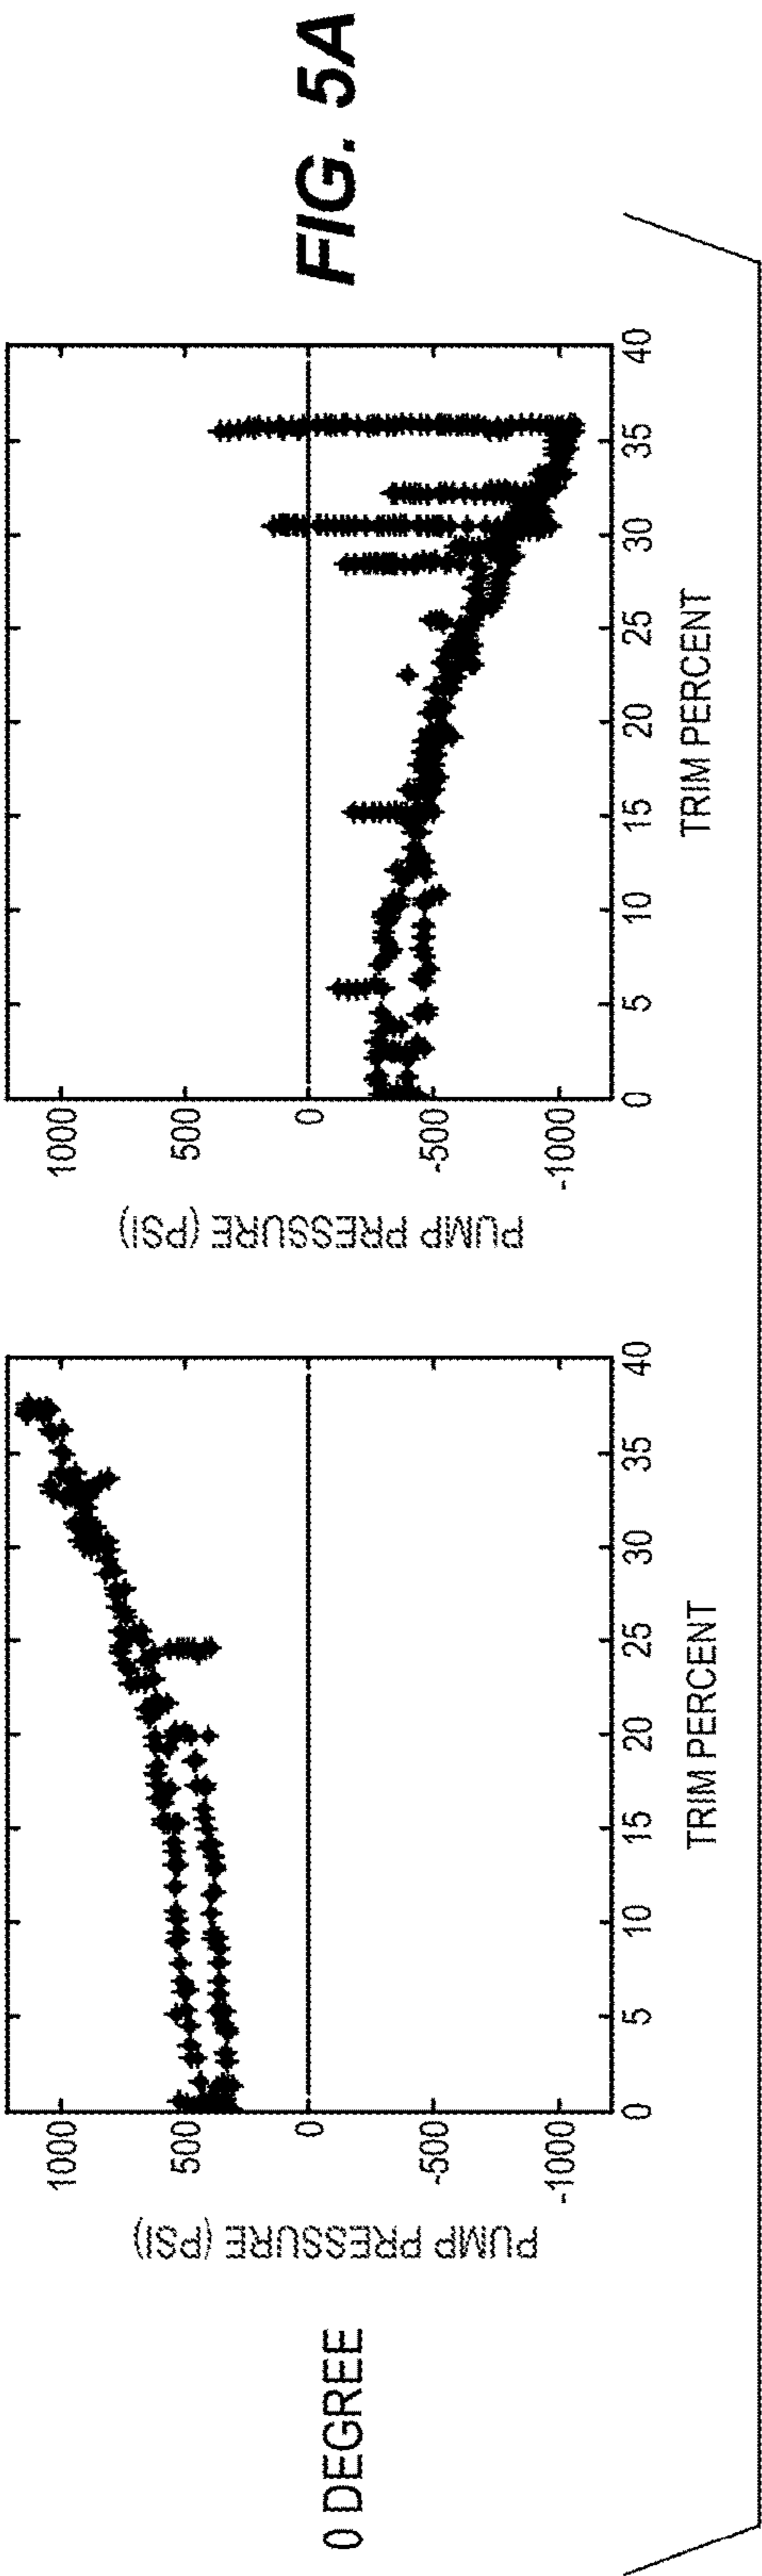 FIG. 5A
0 DEGREE
PUMP PRESSURE (PSI)
1000
500
0
-500
-1000
0 5 10 15 20 25 30 35 40
TRIM PERCENT
PUMP PRESSURE (PSI)
1000
500
0
-500
-1000
0 5 10 15 20 25 30 35 40
TRIM PERCENT